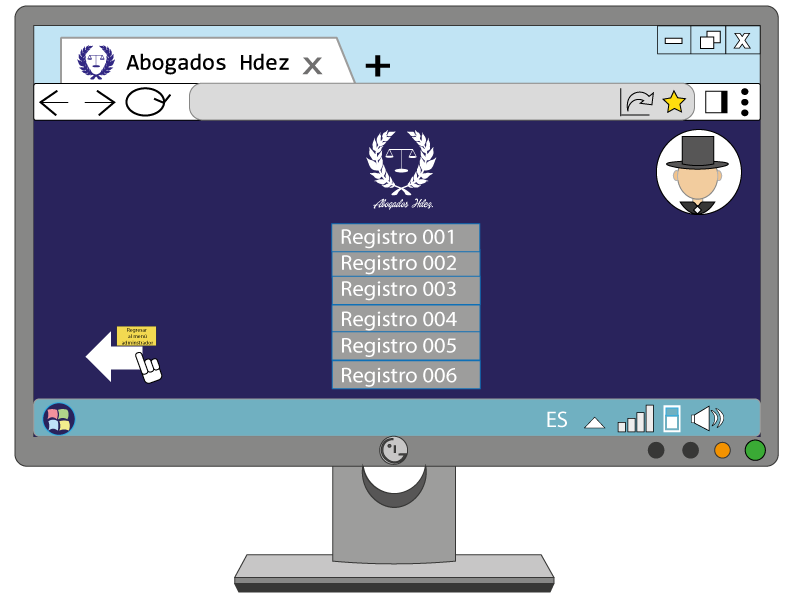 Abogados Hdez X
X
Abogados Hdez.
Registro 001
Registro 002
Registro 003
Registro 004
Registro 005
Registro 006
Regresar
al menú
administrador
ES